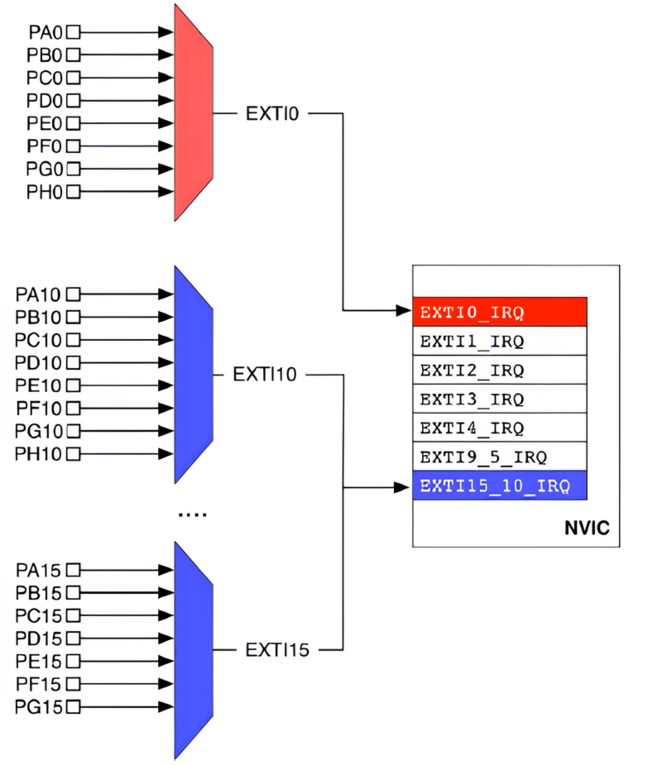 PA0
PB0
PC0
PD0
PE0
PF0
PG0
PH0
EXTI0
PA10
PB10
PC10
PD10
PE10
PF10
PG10
PH10
EXTI10
....
PA15
PB15
PC15
PD15
PE15
PF15
PG15
EXTI15
EXTI0_IRQ
EXTI1_IRQ
EXTI2_IRQ
EXTI3_IRQ
EXTI4_IRQ
EXTI9_5_IRQ
EXTI15_10_IRQ
NVIC